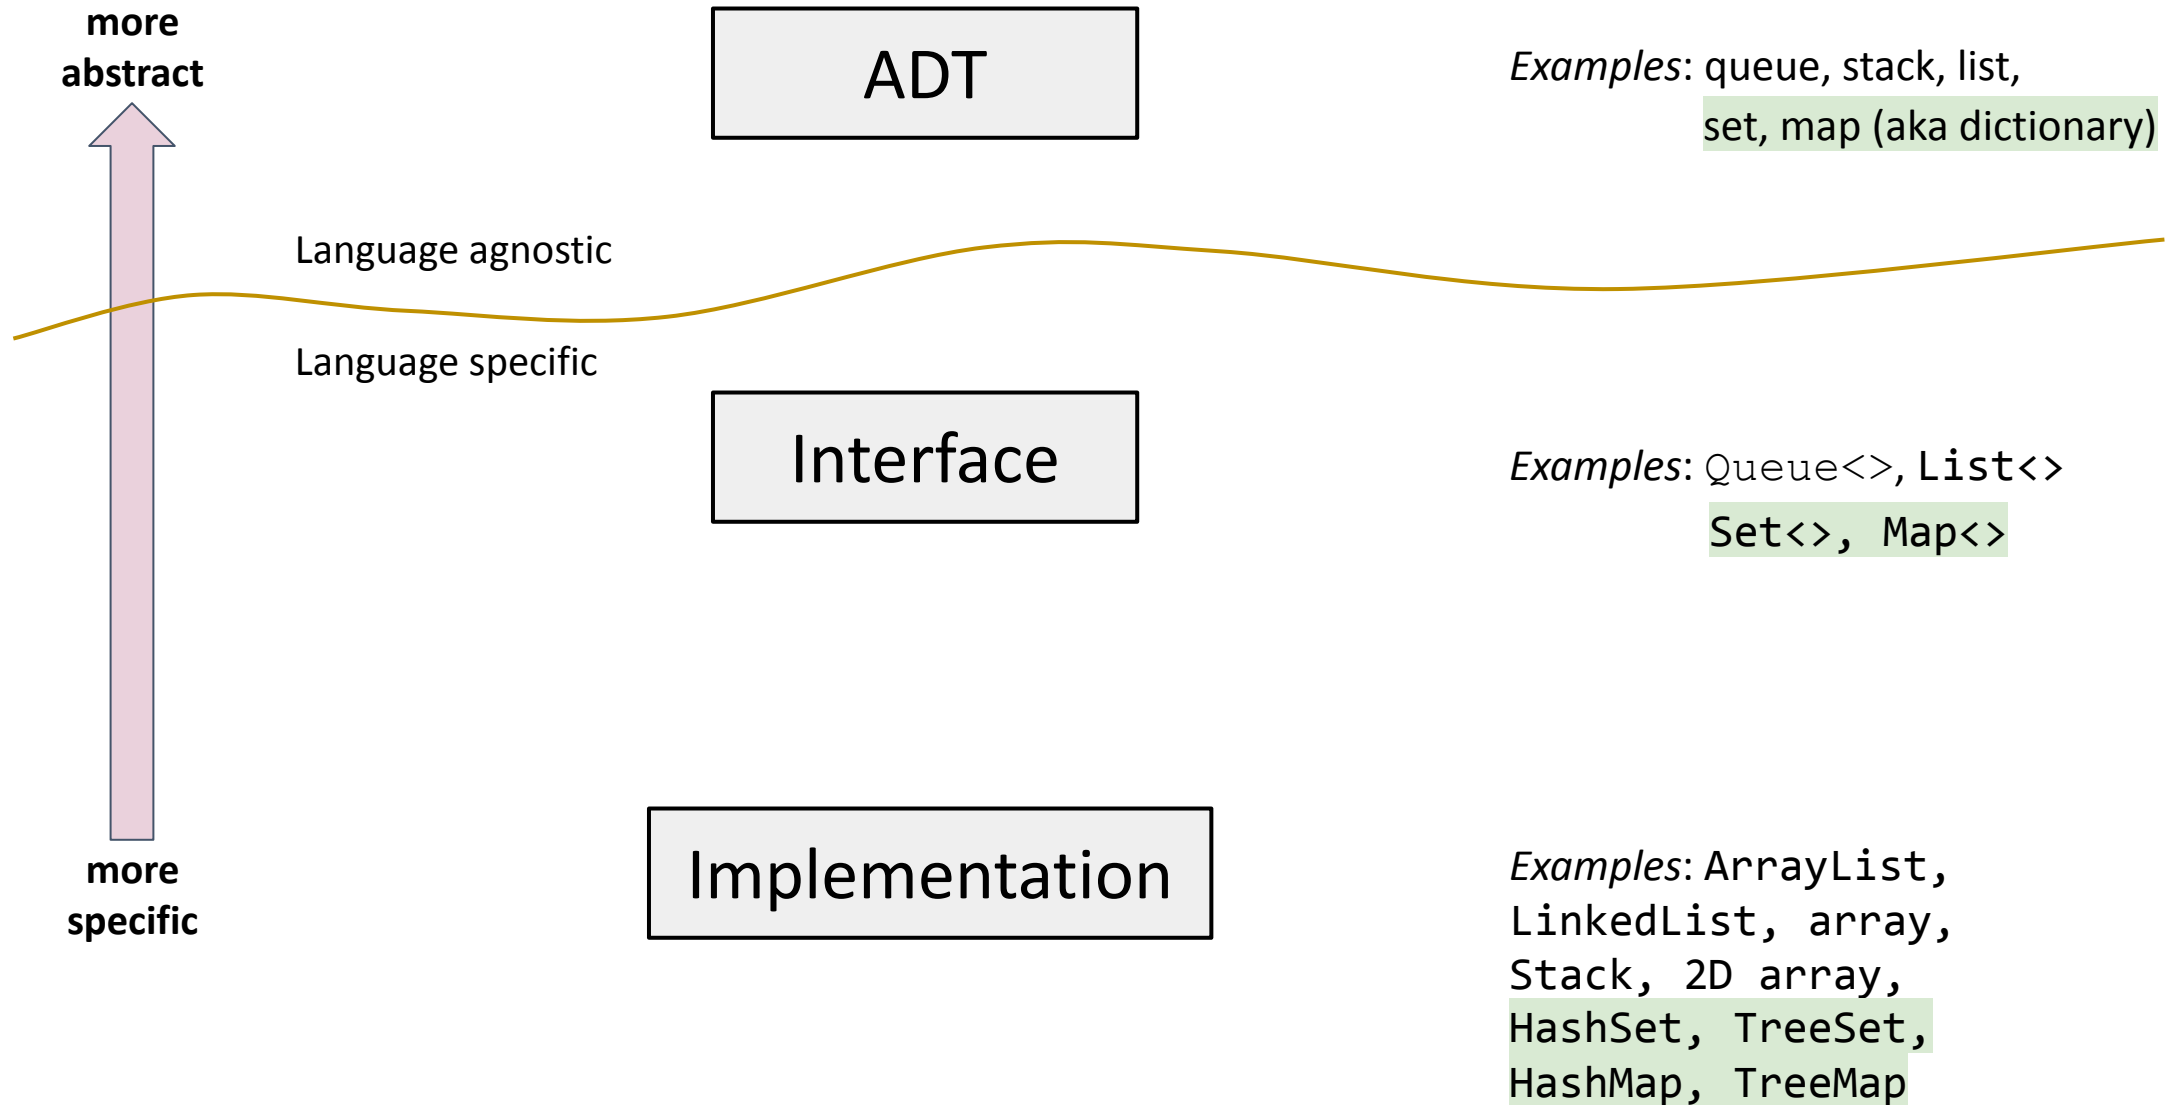 more
abstract
ADT
Examples: queue, stack, list,
set, map (aka dictionary)
Language agnostic
Language specific
Interface
Examples: Queue<>, List<>
Set<>, Map<>
more
specific
Implementation
Examples: ArrayList,
LinkedList, array,
Stack, 2D array,
HashSet, TreeSet,
HashMap, TreeMap